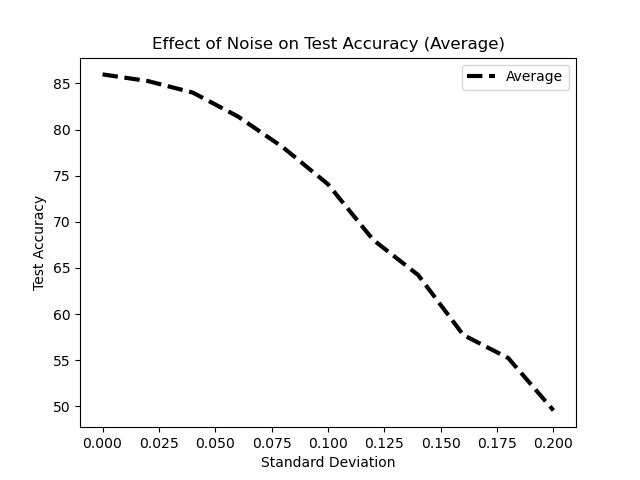 Effect of Noise on Test Accuracy (Average)
Average
85
80
75
70
65
60
55
50
Test Accuracy
0.000 0.025 0.050 0.075 0.100 0.125 0.150 0.175 0.200
Standard Deviation